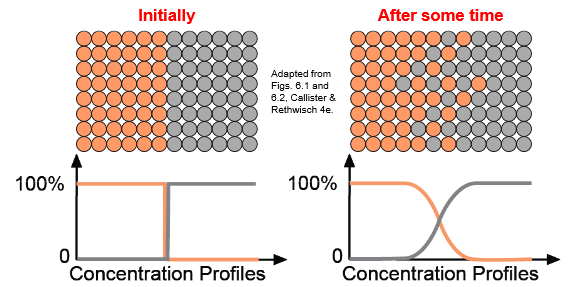 Initially
After some time
Adapted from
Figs. 6.1 and
6.2, Callister &
Rethwisch 4e.
100%
0
Concentration Profiles
100%
0
Concentration Profiles